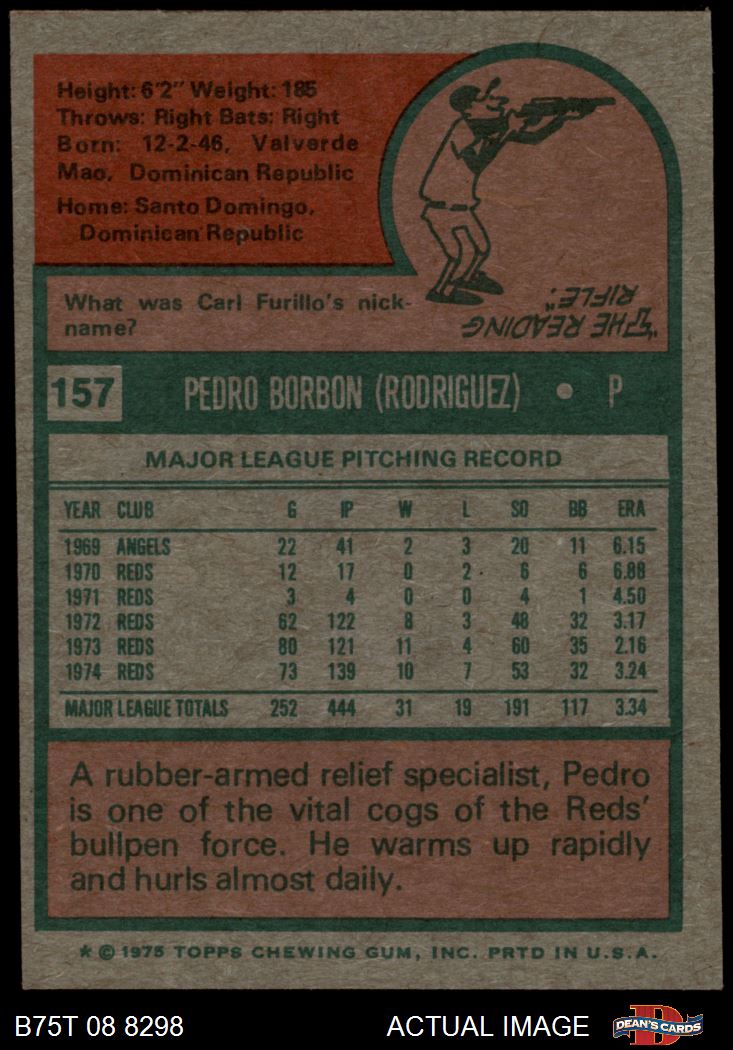 Height: 6'2" Weight: 185
Throws: Right Bats: Right
Born: 12-2-46, Valverde
Mao, Dominican Republic
Home: Santo Domingo,
Dominican Republic
What was Carl Furillo's nick-
name?
"THE READING
RIFLE."
157 PEDRO BORBON (RODRIGUEZ) • P
MAJOR LEAGUE PITCHING RECORD
YEAR CLUB G IP W L SO BB ERA
1969 ANGELS 22 41 2 3 20 11 6.15
1970 REDS 12 17 0 2 6 6 6.88
1971 REDS 3 4 0 0 4 1 4.50
1972 REDS 62 122 8 3 48 32 3.17
1973 REDS 80 121 11 4 60 35 2.16
1974 REDS 73 139 10 7 53 32 3.24
MAJOR LEAGUE TOTALS 252 444 31 19 191 117 3.34
A rubber-armed relief specialist, Pedro
is one of the vital cogs of the Reds'
bullpen force. He warms up rapidly
and hurls almost daily.
* © 1975 TOPPS CHEWING GUM, INC. PRTD IN U.S.A.
B75T 08 8298 ACTUAL IMAGE DEAN'S CARDS